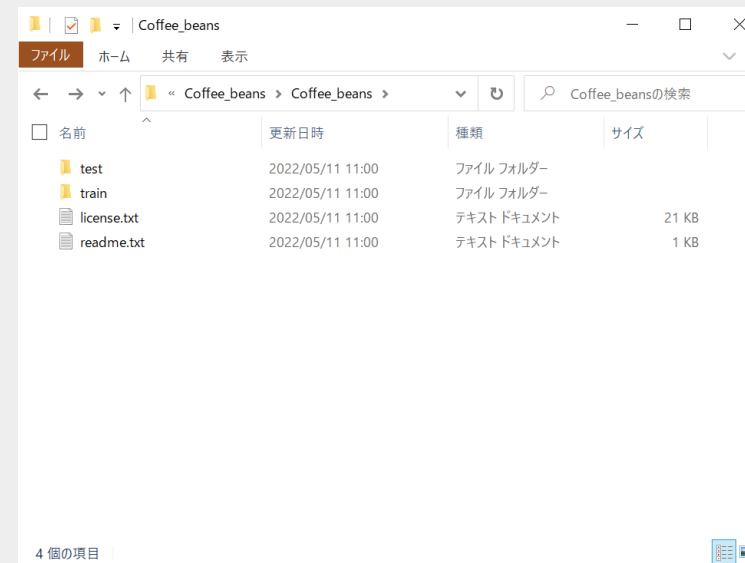 Coffee_beans
ファイル ホーム 共有 表示
« Coffee_beans > Coffee_beans > Coffee_beansの検索
名前 更新日時 種類 サイズ
test 2022/05/11 11:00 ファイル フォルダー
train 2022/05/11 11:00 ファイル フォルダー
license.txt 2022/05/11 11:00 テキスト ドキュメント 21 KB
readme.txt 2022/05/11 11:00 テキスト ドキュメント 1 KB
4 個の項目